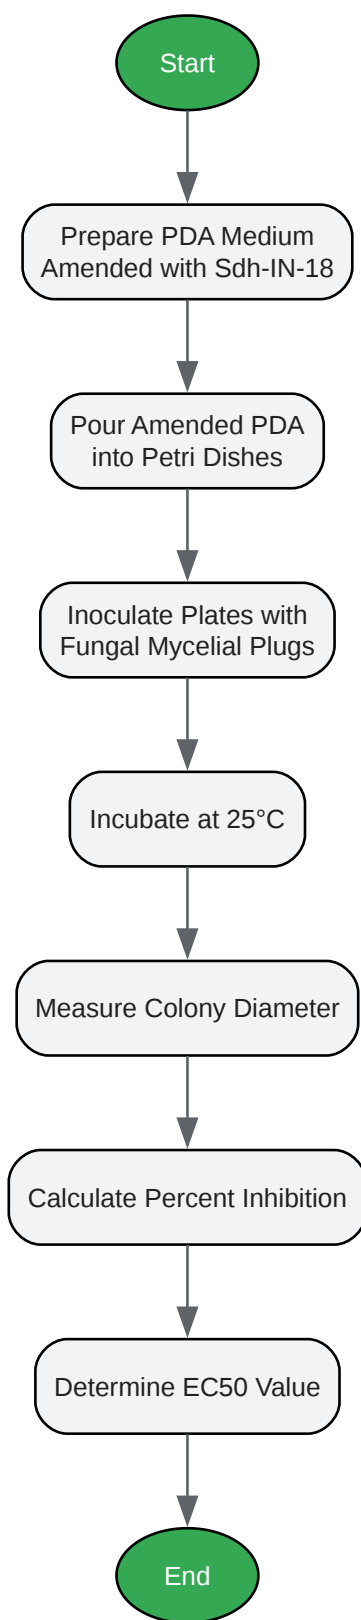 Start
Prepare PDA Medium
Amended with Sdh-IN-18
Pour Amended PDA
into Petri Dishes
Inoculate Plates with
Fungal Mycelial Plugs
Incubate at 25°C
Measure Colony Diameter
Calculate Percent Inhibition
Determine EC50 Value
End